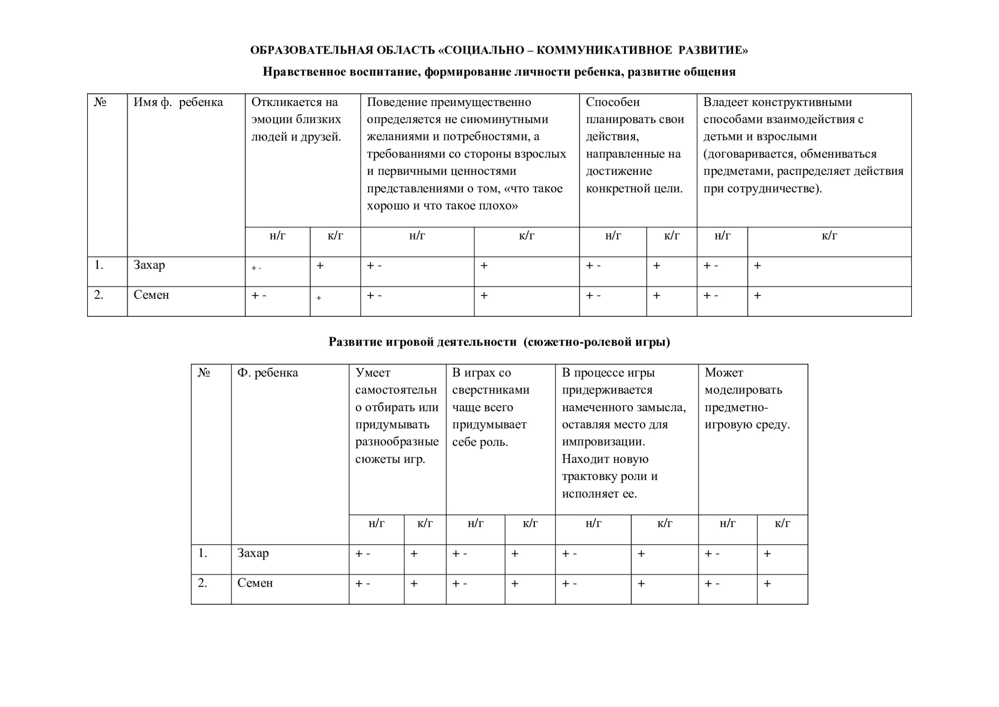 ОБРАЗОВАТЕЛЬНАЯ ОБЛАСТЬ «СОЦИАЛЬНО – КОММУНИКАТИВНОЕ РАЗВИТИЕ»
Нравственное воспитание, формирование личности ребенка, развитие общения
№
Имя ф. ребенка
Откликается на
эмоции близких
людей и друзей.
Поведение преимущественно
определяется не сиюминутными
желаниями и потребностями, а
требованиями со стороны взрослых
и первичными ценностями
представлениями о том, «что такое
хорошо и что такое плохо»
Способен
планировать свои
действия,
направленные на
достижение
конкретной цели.
Владеет конструктивными
способами взаимодействия с
детьми и взрослыми
(договаривается, обмениваться
предметами, распределяет действия
при сотрудничестве).
н/г к/г н/г к/г н/г к/г н/г к/г
1. Захар + - + + - + + - + + - +
2. Семен + - + + - + + - + + - +
Развитие игровой деятельности (сюжетно-ролевой игры)
№
Ф. ребенка
Умеет
самостоятельн
о отбирать или
придумывать
разнообразные
сюжеты игр.
В играх со
сверстниками
чаще всего
придумывает
себе роль.
В процессе игры
придерживается
намеченного замысла,
оставляя место для
импровизации.
Находит новую
трактовку роли и
исполняет ее.
Может
моделировать
предметно-
игровую среду.
н/г к/г н/г к/г н/г к/г н/г к/г
1. Захар + - + + - + + - + + - +
2. Семен + - + + - + + - + + - +